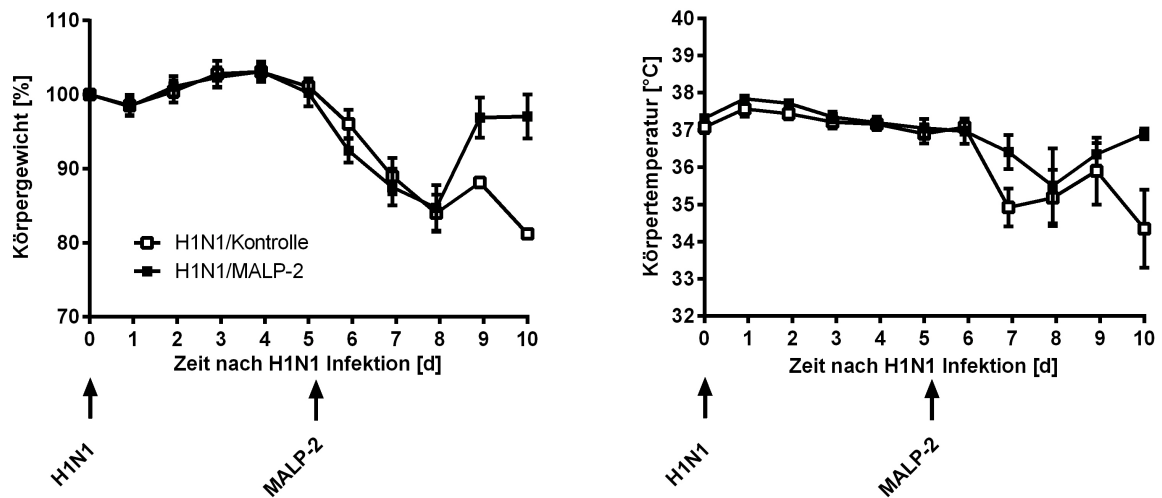 110
100
90
80
70
Körpergewicht [%]
H1N1/Kontrolle
H1N1/MALP-2
0 1 2 3 4 5 6 7 8 9 10
Zeit nach H1N1 Infektion [d]
H1N1
MALP-2
40
39
38
37
36
35
34
33
32
Körpertemperatur [°C]
0 1 2 3 4 5 6 7 8 9 10
Zeit nach H1N1 Infektion [d]
H1N1
MALP-2